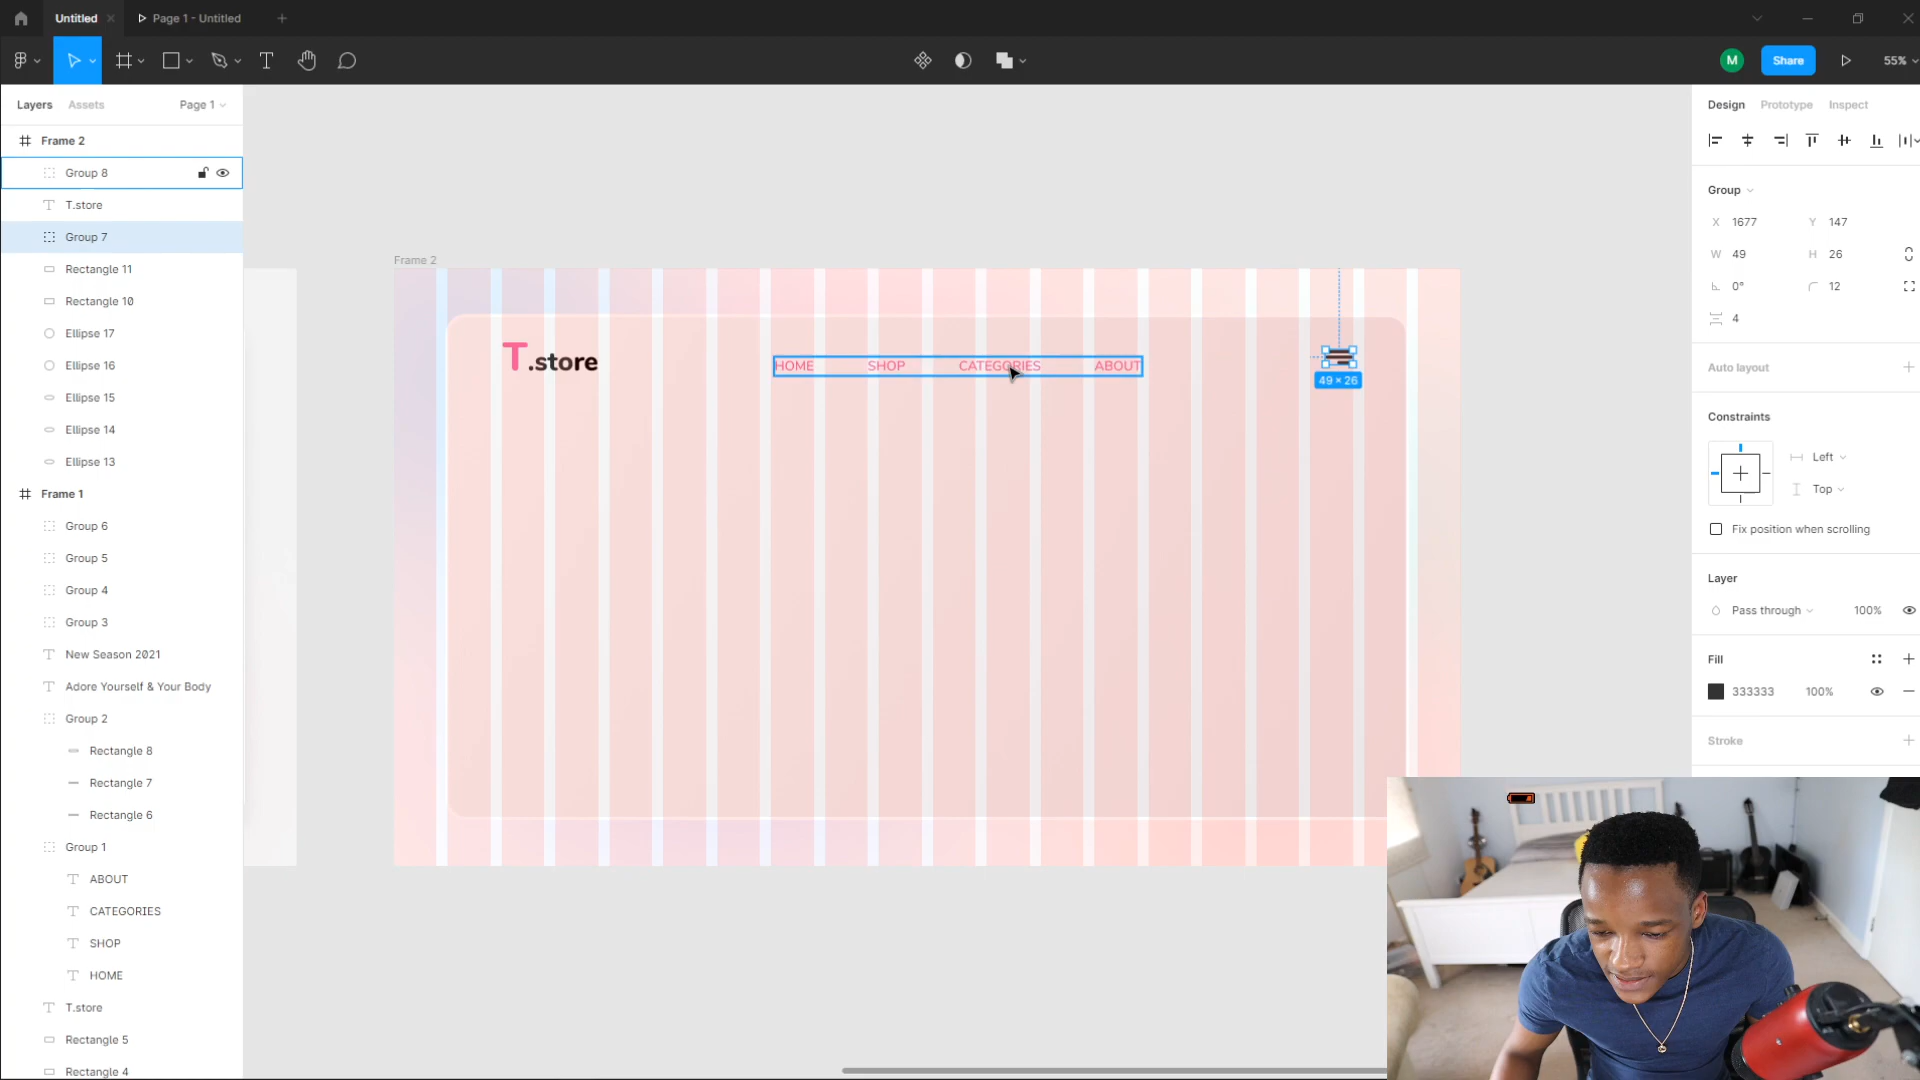 Untitled
Page 1 - Untitled
M
Share
55%
Layers
Assets
Page 1
Frame 2
Group 8
T.store
Group 7
Rectangle 11
Rectangle 10
Ellipse 17
Ellipse 16
Ellipse 15
Ellipse 14
Ellipse 13
Frame 1
Group 6
Group 5
Group 4
Group 3
New Season 2021
Adore Yourself & Your Body
Group 2
Rectangle 8
Rectangle 7
Rectangle 6
Group 1
ABOUT
CATEGORIES
SHOP
HOME
T.store
Rectangle 5
Rectangle 4
Frame 2
T.store
HOME SHOP CATEGORIES ABOUT
49 × 26
Design Prototype Inspect
Group
X 1677 Y 147
W 49 H 26
0° 12
4
Auto layout
Constraints
Left
Top
Fix position when scrolling
Layer
Pass through 100%
Fill
333333 100%
Stroke